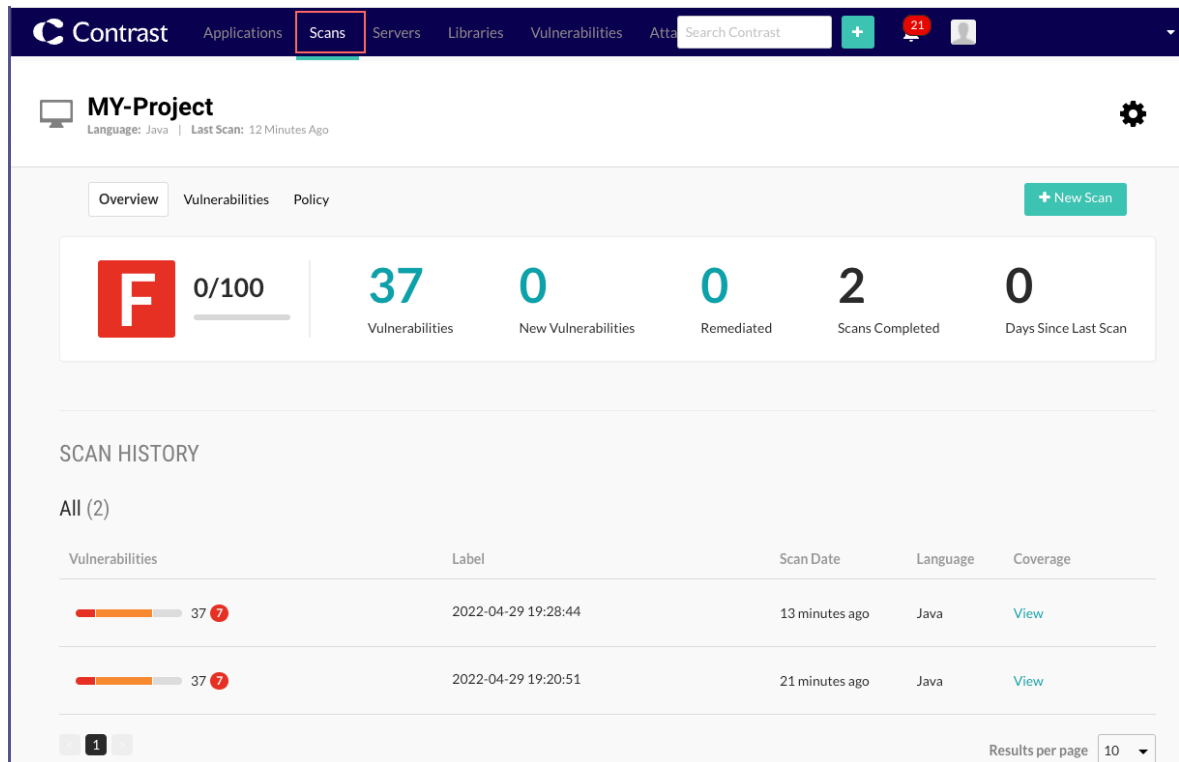 Contrast Applications Scans Servers Libraries Vulnerabilities Atta Search Contrast + 21
MY-Project
Language: Java | Last Scan: 12 Minutes Ago
Overview Vulnerabilities Policy + New Scan
F 0/100 37 0 0 2 0
Vulnerabilities New Vulnerabilities Remediated Scans Completed Days Since Last Scan
SCAN HISTORY
All (2)
Vulnerabilities Label Scan Date Language Coverage
37 7 2022-04-29 19:28:44 13 minutes ago Java View
37 7 2022-04-29 19:20:51 21 minutes ago Java View
< 1 > Results per page 10